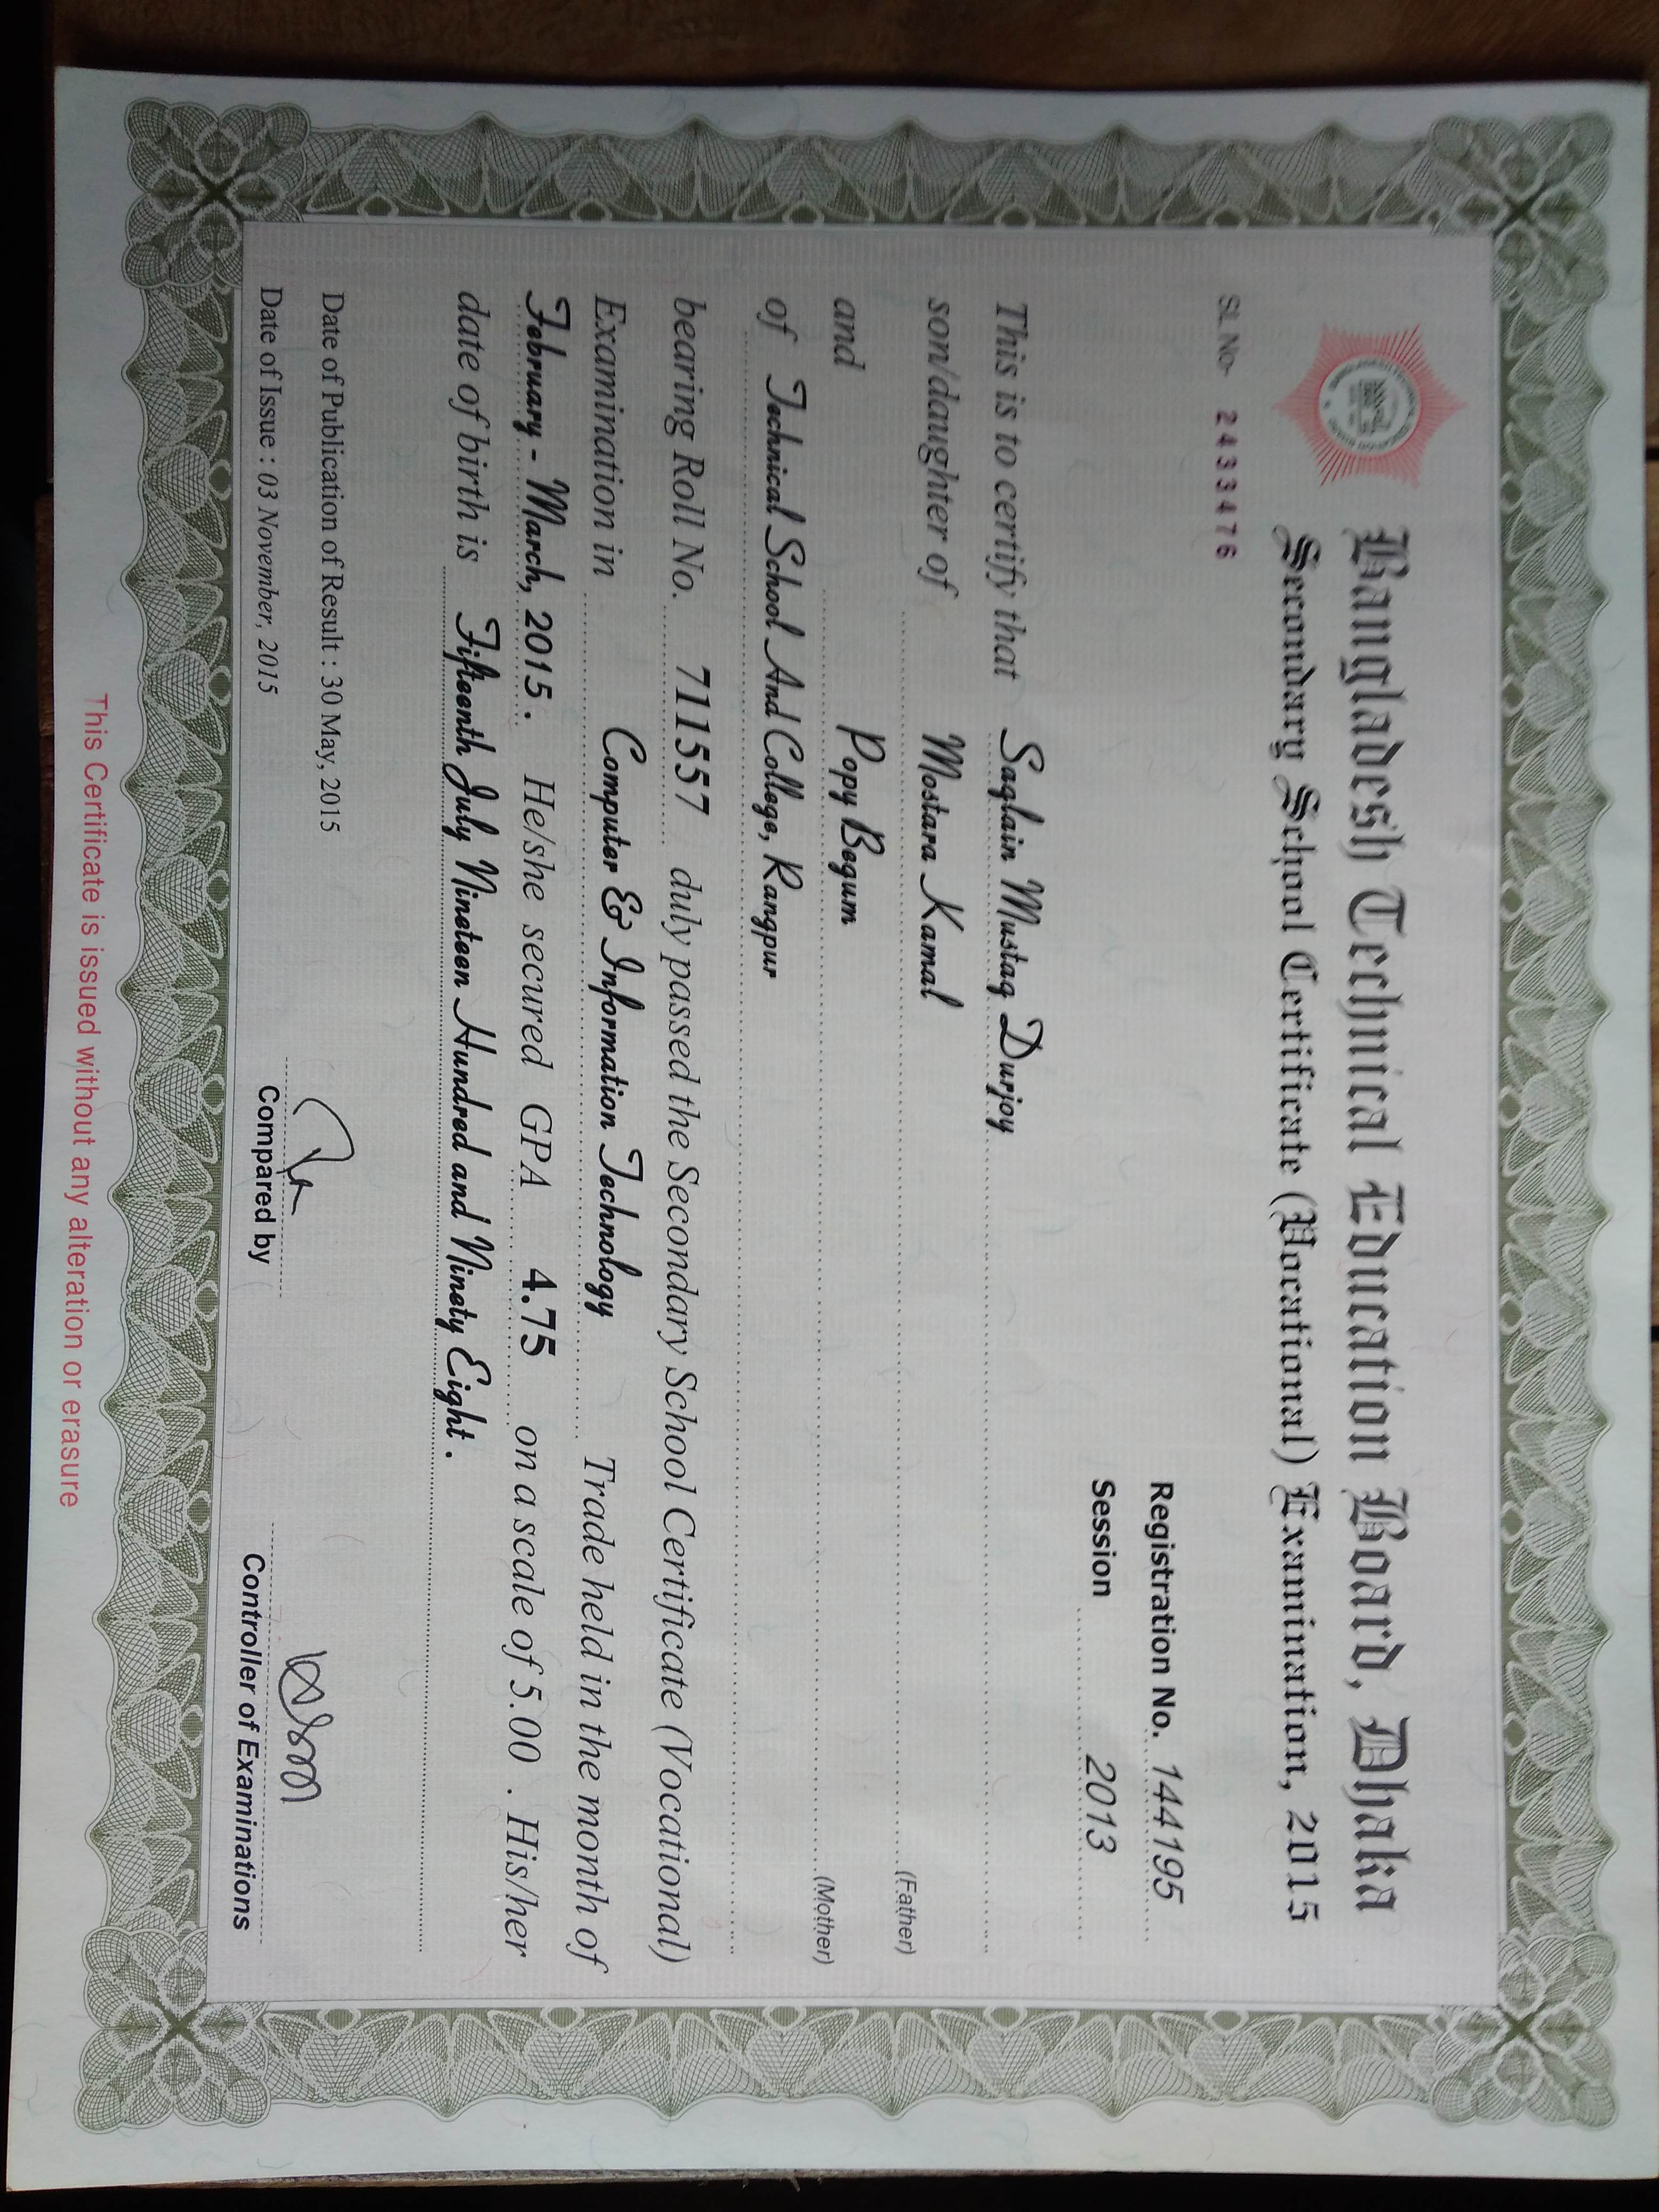 Bangladesh Technical Education Board, Dhaka
Secondary School Certificate (Vocational) Examination, 2015
Sl. No- 2433476
Registration No. 144195
Session 2013
This is to certify that Saglain Mustag Durjoy
son/daughter of Mostara Kamal (Father)
and Popy Begum (Mother)
of Technical School And College, Rangpur
bearing Roll No. 711557 duly passed the Secondary School Certificate (Vocational)
Examination in Computer & Information Technology Trade held in the month of
February - March, 2015. He/she secured GPA 4.75 on a scale of 5.00 . His/her
date of birth is Fifteenth July Nineteen Hundred and Ninety Eight.
Date of Publication of Result : 30 May, 2015
Date of Issue : 03 November, 2015
Compared by
Controller of Examinations
This Certificate is issued without any alteration or erasure